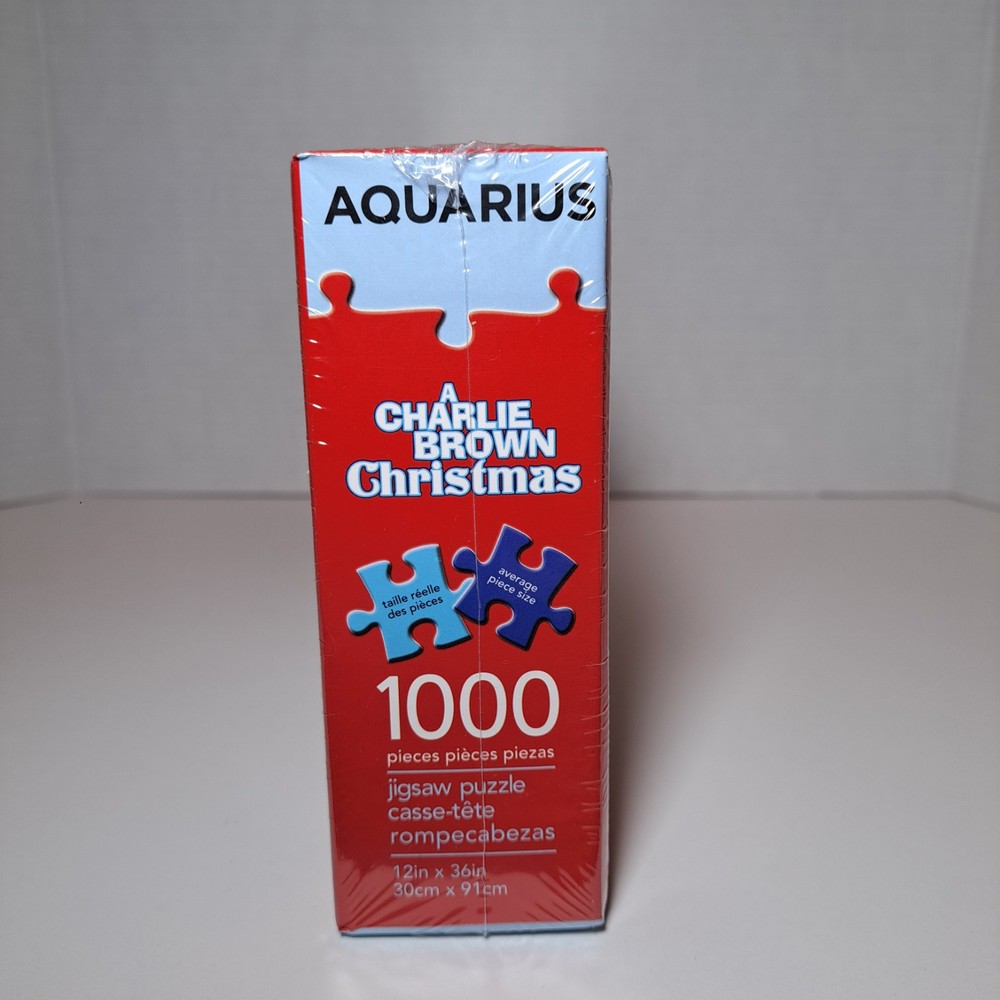 AQUARIUS
A
CHARLIE
BROWN
Christmas
taille réelle
des pièces
average
piece size
1000
pieces pièces piezas
jigsaw puzzle
casse-tête
rompecabezas
12in x 36in
30cm x 91cm